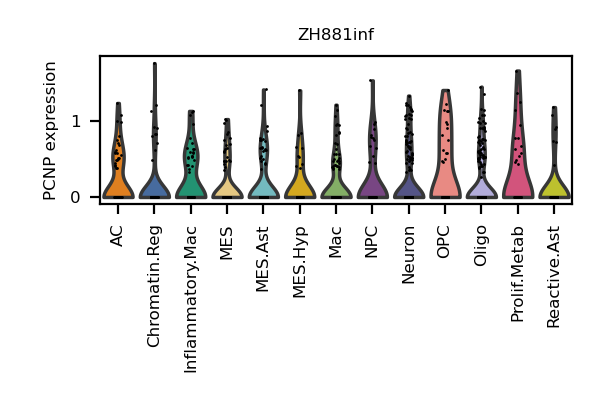 ZH881inf
PCNP expression
1
0
AC
Chromatin.Reg
Inflammatory.Mac
MES
MES.Ast
MES.Hyp
Mac
NPC
Neuron
OPC
Oligo
Prolif.Metab
Reactive.Ast